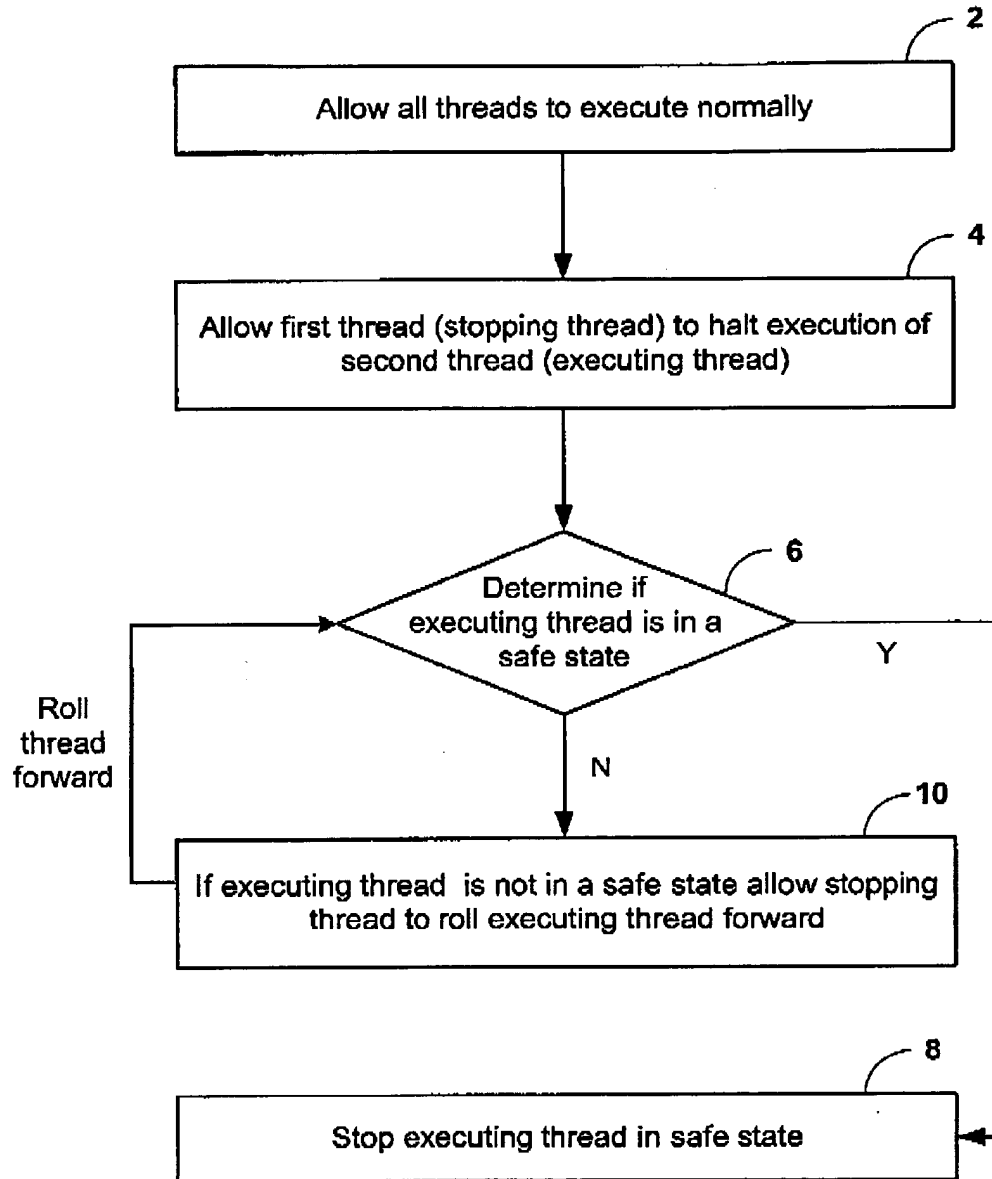 2
Allow all threads to execute normally
4
Allow first thread (stopping thread) to halt execution of
second thread (executing thread)
6
Determine if
executing thread is in a
safe state
Y
Roll
thread
forward
N
10
If executing thread is not in a safe state allow stopping
thread to roll executing thread forward
8
Stop executing thread in safe state